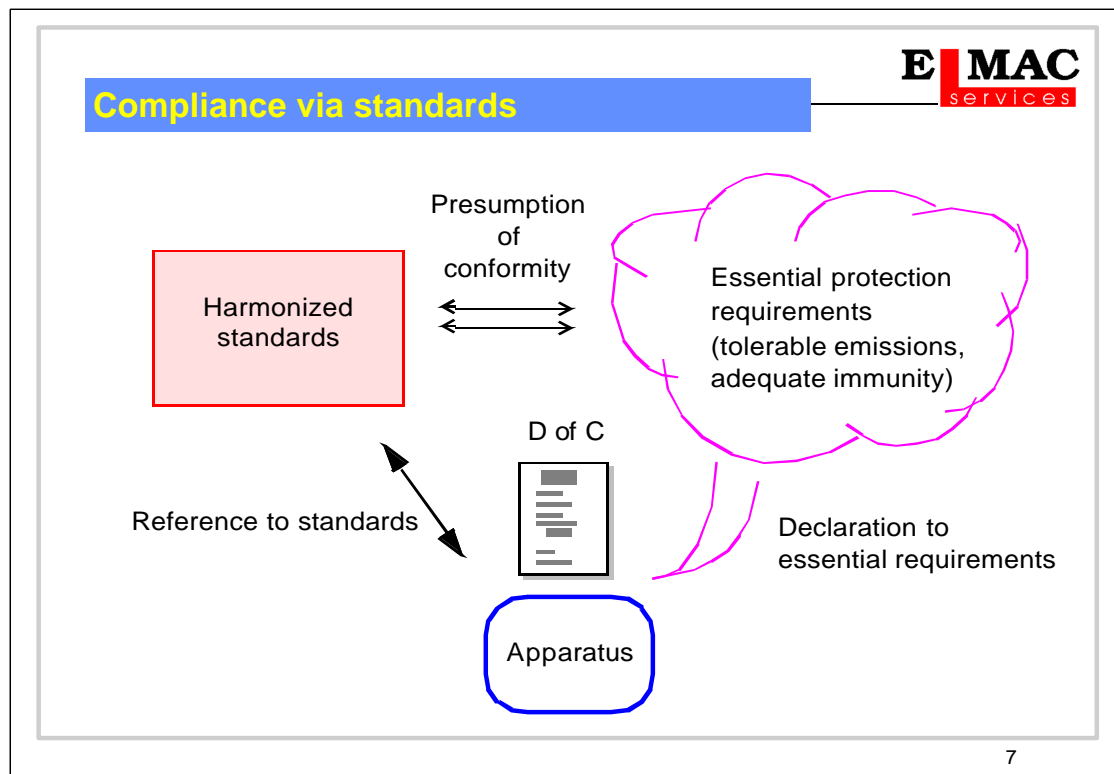 E L MAC
services
Compliance via standards
Presumption
of
conformity
Harmonized
standards
Essential protection
requirements
(tolerable emissions,
adequate immunity)
D of C
Reference to standards
Declaration to
essential requirements
Apparatus
7